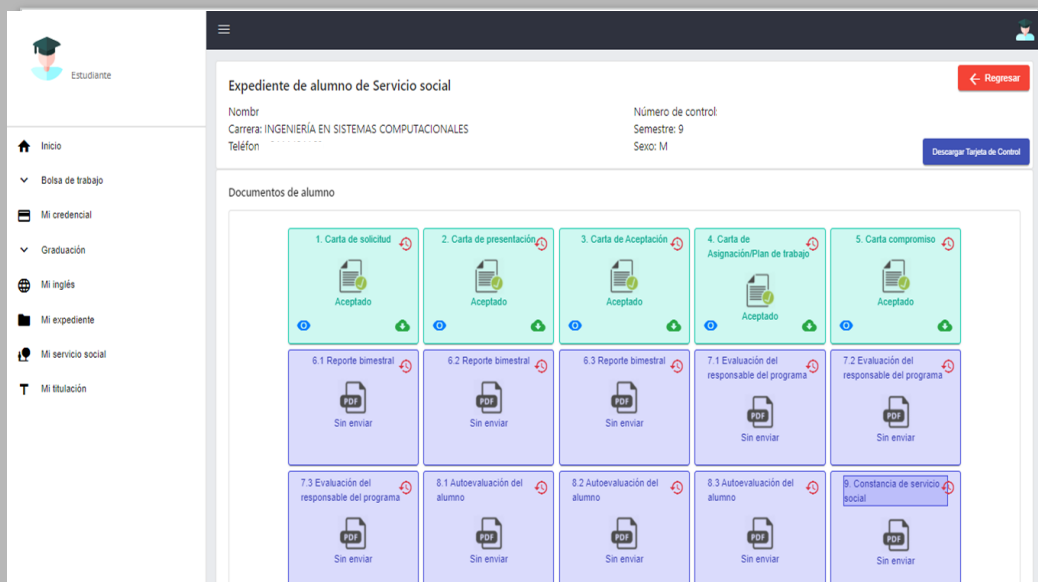 Estudiante
Inicio
Bolsa de trabajo
Mi credencial
Graduación
Mi inglés
Mi expediente
Mi servicio social
Mi titulación
Regresar
Expediente de alumno de Servicio social
Nombr
Número de control:
Carrera: INGENIERÍA EN SISTEMAS COMPUTACIONALES
Semestre: 9
Teléfon
Sexo: M
Descargar Tarjeta de Control
Documentos de alumno
1. Carta de solicitud
Aceptado
2. Carta de presentación
Aceptado
3. Carta de Aceptación
Aceptado
4. Carta de
Asignación/Plan de trabajo
Aceptado
5. Carta compromiso
Aceptado
6.1 Reporte bimestral
PDF
Sin enviar
6.2 Reporte bimestral
PDF
Sin enviar
6.3 Reporte bimestral
PDF
Sin enviar
7.1 Evaluación del
responsable del programa
PDF
Sin enviar
7.2 Evaluación del
responsable del programa
PDF
Sin enviar
7.3 Evaluación del
responsable del programa
PDF
Sin enviar
8.1 Autoevaluación del
alumno
PDF
Sin enviar
8.2 Autoevaluación del
alumno
PDF
Sin enviar
8.3 Autoevaluación del
alumno
PDF
Sin enviar
9. Constancia de servicio
social
PDF
Sin enviar